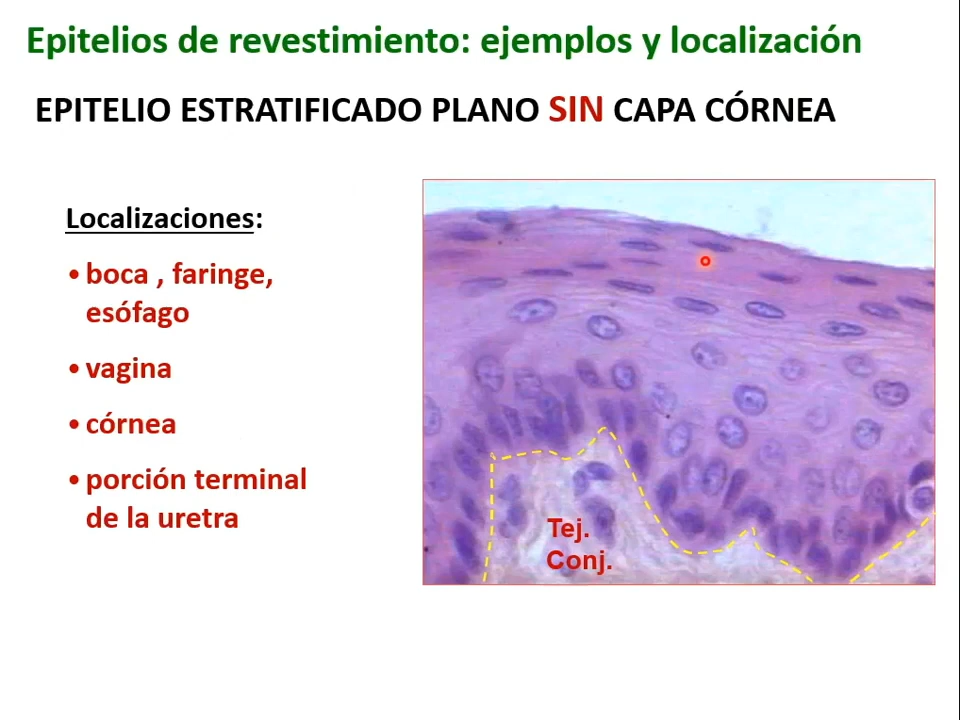 Epitelios de revestimiento: ejemplos y localización
EPITELIO ESTRATIFICADO PLANO SIN CAPA CÓRNEA
Localizaciones:
• boca , faringe,
esófago
• vagina
• córnea
• porción terminal
de la uretra
Tej.
Conj.